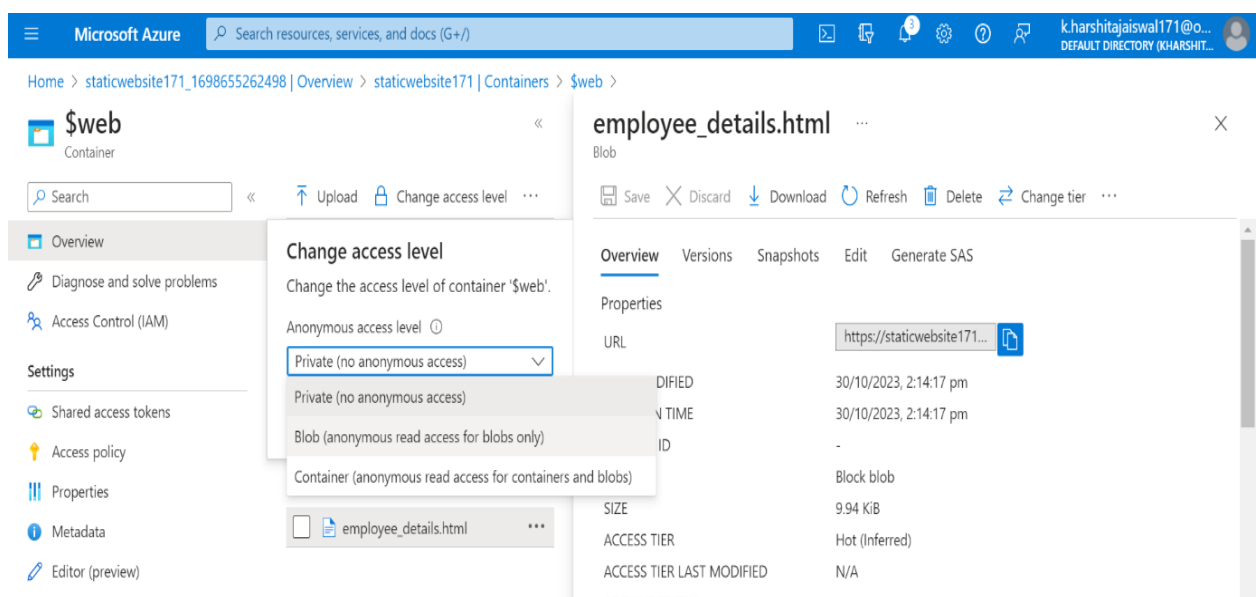 Microsoft Azure
Search resources, services, and docs (G+/)
3
k.harshitajaiswal171@o...
DEFAULT DIRECTORY (KHARSHIT...
Home > staticwebsite171_1698655262498 | Overview > staticwebsite171 | Containers > $web >
$web
Container
«
Search
«
Upload
Change access level
...
Overview
Diagnose and solve problems
Access Control (IAM)
Settings
Shared access tokens
Access policy
Properties
Metadata
Editor (preview)
Change access level
Change the access level of container '$web'.
Anonymous access level
Private (no anonymous access)
Private (no anonymous access)
Blob (anonymous read access for blobs only)
Container (anonymous read access for containers and blobs)
employee_details.html
...
employee_details.html
...
Blob
Save
Discard
Download
Refresh
Delete
Change tier
...
Overview
Versions
Snapshots
Edit
Generate SAS
Properties
URL
https://staticwebsite171...
DIFIED
30/10/2023, 2:14:17 pm
N TIME
30/10/2023, 2:14:17 pm
ID
-
Block blob
SIZE
9.94 KiB
ACCESS TIER
Hot (Inferred)
ACCESS TIER LAST MODIFIED
N/A